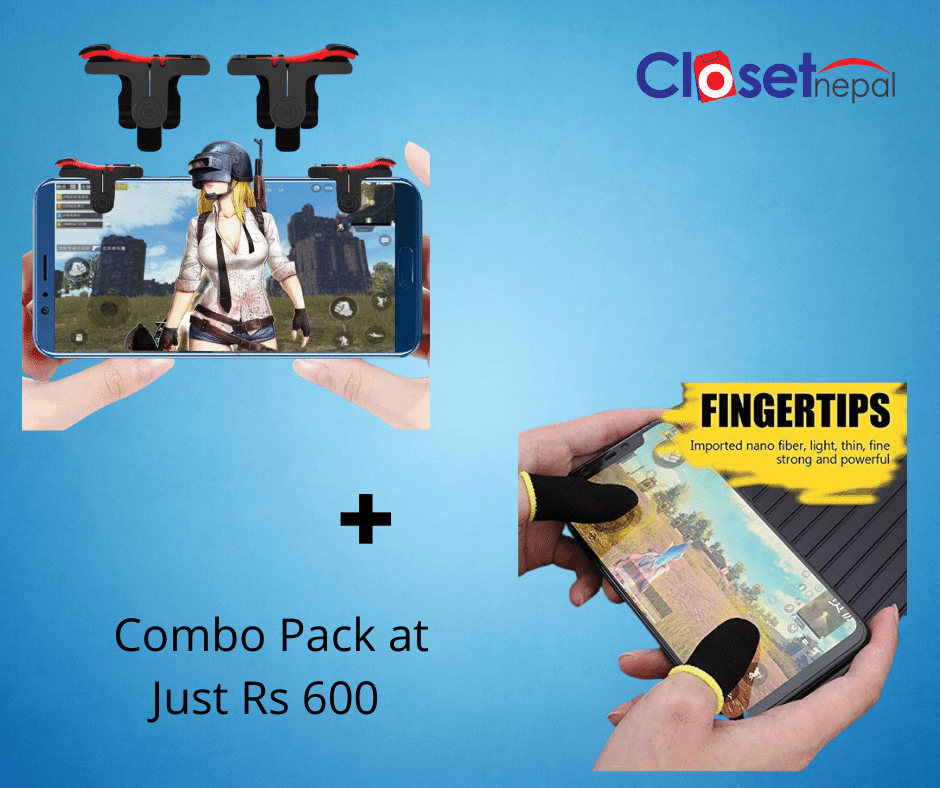 Closetnepal
FINGERTIPS
Imported nano fiber, light, thin, fine
strong and powerful
+
Combo Pack at
Just Rs 600